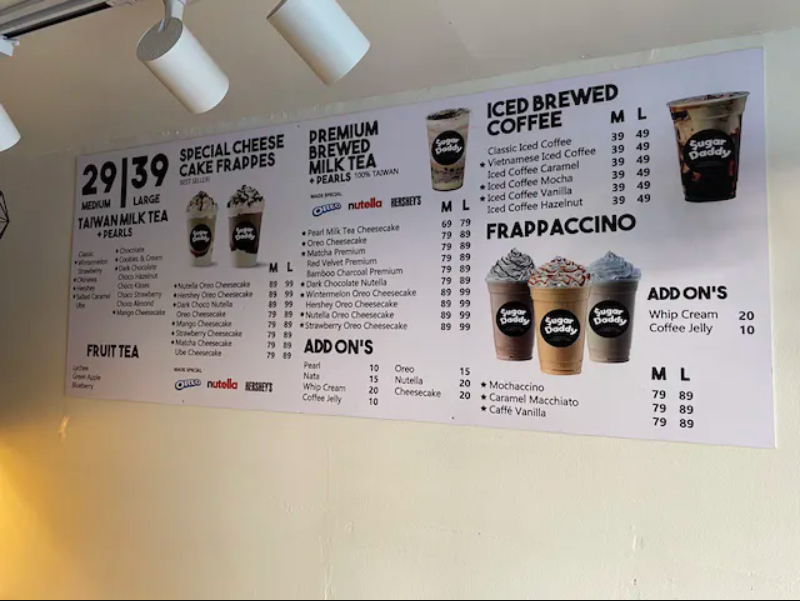 29|39
MEDIUM LARGE
TAIWAN MILK TEA
+ PEARLS
Classic
★Wintermelon
Strawberry
★Okinawa
★Hershey
★Salted Caramel
Ube
★Chocolate
★Cookies & Cream
★Dark Chocolate
Choco Hazelnut
Choco Kisses
Choco Strawberry
Choco Almond
★Mango Cheesecake
FRUIT TEA
Lychee
Green Apple
Blueberry
SPECIAL CHEESE
CAKE FRAPPES
BEST SELLER
Sugar Daddy
Sugar Daddy
M L
★Nutella Oreo Cheesecake 89 99
★Hershey Oreo Cheesecake 89 99
★Dark Choco Nutella 89 99
Oreo Cheesecake 79 89
★Mango Cheesecake 79 89
★Strawberry Cheesecake 79 89
★Matcha Cheesecake 79 89
Ube Cheesecake 79 89
MADE SPECIAL
OREO nutella HERSHEY'S
PREMIUM
BREWED
MILK TEA
+ PEARLS 100% TAIWAN
MADE SPECIAL
OREO nutella HERSHEY'S
Sugar Daddy
M L
★Pearl Milk Tea Cheesecake 69 79
★Oreo Cheesecake 79 89
★Matcha Premium 79 89
Red Velvet Premium 79 89
Bamboo Charcoal Premium 79 89
★Dark Chocolate Nutella 79 89
★Wintermelon Oreo Cheesecake 89 99
Hershey Oreo Cheesecake 89 99
★Nutella Oreo Cheesecake 89 99
★Strawberry Oreo Cheesecake 89 99
ADD ON'S
Pearl 10
Nata 15
Whip Cream 20
Coffee Jelly 10
Oreo 15
Nutella 20
Cheesecake 20
ICED BREWED
COFFEE
M L
Classic Iced Coffee 39 49
★Vietnamese Iced Coffee 39 49
Iced Coffee Caramel 39 49
★Iced Coffee Mocha 39 49
★Iced Coffee Vanilla 39 49
Iced Coffee Hazelnut 39 49
Sugar Daddy
FRAPPACCINO
Sugar Daddy
Sugar Daddy
Sugar Daddy
M L
★Mochaccino 79 89
★Caramel Macchiato 79 89
★Caffé Vanilla 79 89
ADD ON'S
Whip Cream 20
Coffee Jelly 10